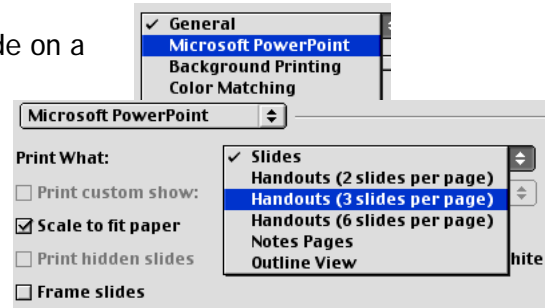 de on a
✓ General
Microsoft PowerPoint
Background Printing
Color Matching
Microsoft PowerPoint
Print What:
✓ Slides
Handouts (2 slides per page)
Print custom show:
Handouts (3 slides per page)
Scale to fit paper
Handouts (6 slides per page)
Notes Pages
Print hidden slides
Outline View
hite
Frame slides